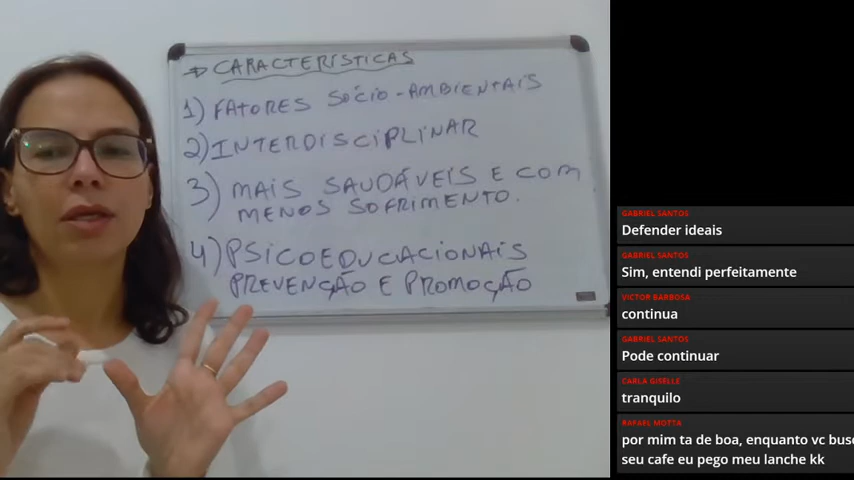 → CARACTERÍSTICAS
1) FATORES SÓCIO-AMBIENTAIS
2) INTERDISCIPLINAR
3) MAIS SAUDÁVEIS E COM
MENOS SOFRIMENTO.
4) PSICOEDUCACIONAIS
PREVENÇÃO E PROMOÇÃO
GABRIEL SANTOS
Defender ideais
GABRIEL SANTOS
Sim, entendi perfeitamente
VICTOR BARBOSA
continua
GABRIEL SANTOS
Pode continuar
CARLA GISELLE
tranquilo
RAFAEL MOTTA
por mim ta de boa, enquanto vc busc
seu cafe eu pego meu lanche kk